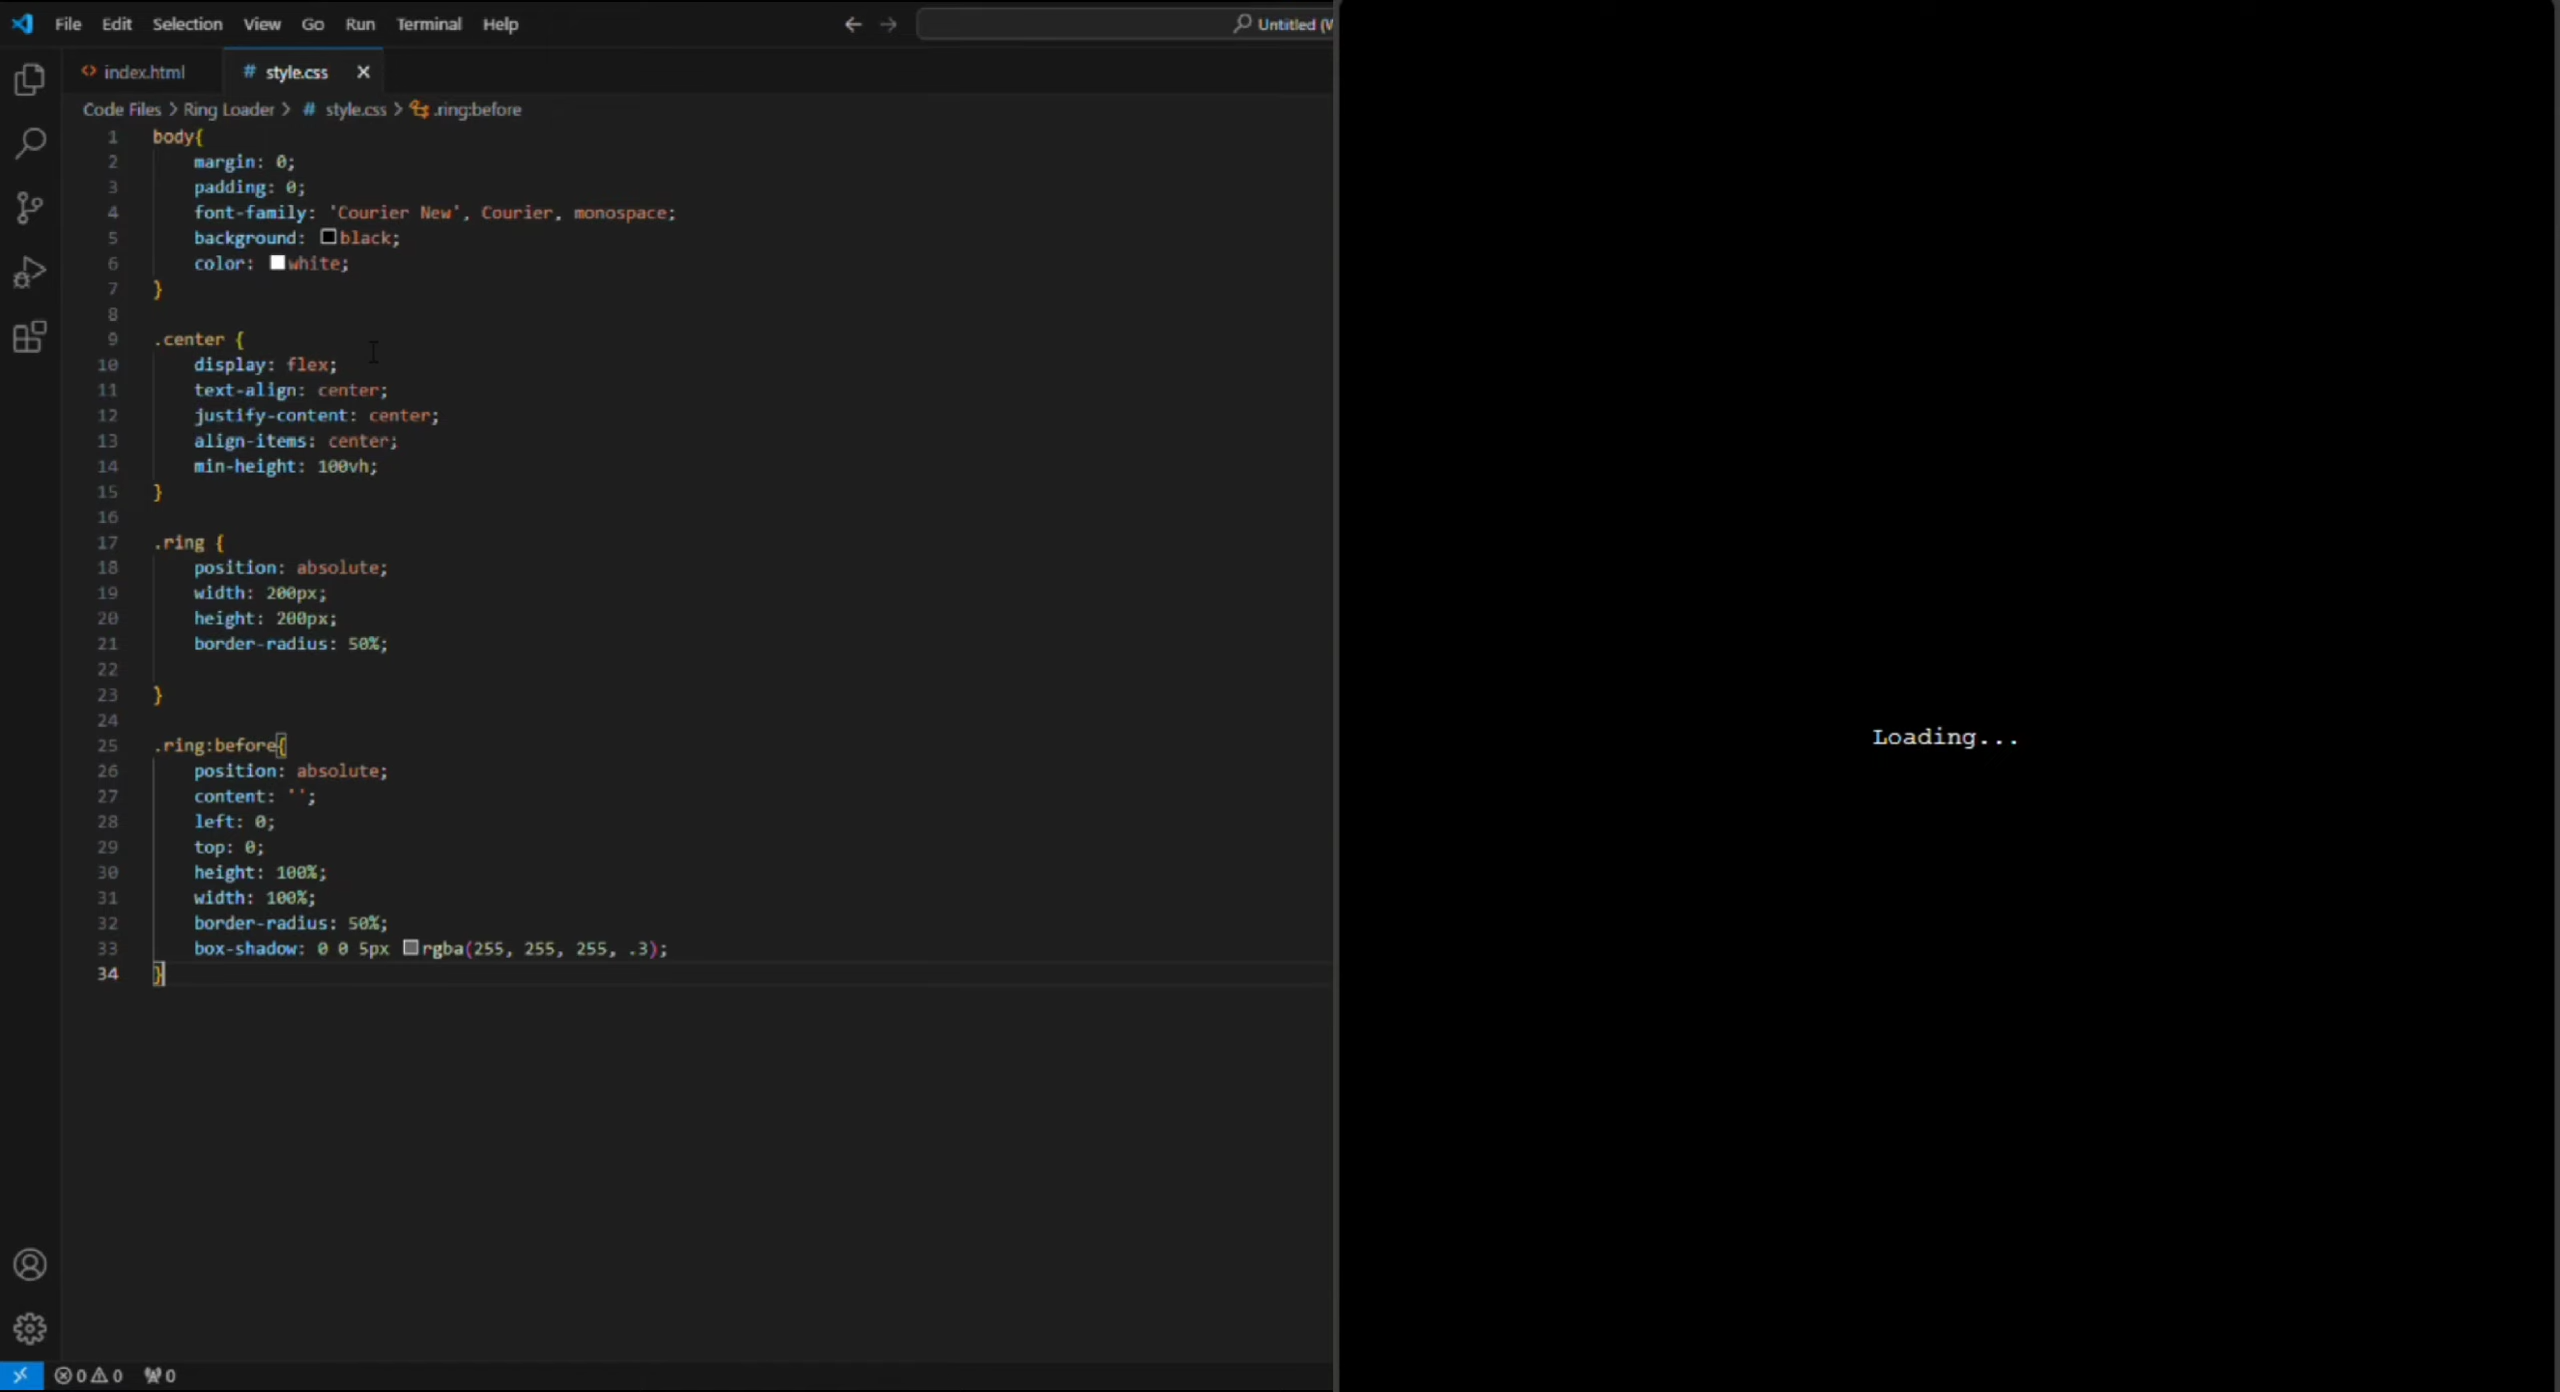 File Edit Selection View Go Run Terminal Help
Untitled (W
index.html
style.css
Code Files > Ring Loader > # style.css > .ring:before
1 body{
2 margin: 0;
3 padding: 0;
4 font-family: 'Courier New', Courier, monospace;
5 background: black;
6 color: white;
7 }
8
9 .center {
10 display: flex;
11 text-align: center;
12 justify-content: center;
13 align-items: center;
14 min-height: 100vh;
15 }
16
17 .ring {
18 position: absolute;
19 width: 200px;
20 height: 200px;
21 border-radius: 50%;
22
23 }
24
25 .ring:before{
26 position: absolute;
27 content: '';
28 left: 0;
29 top: 0;
30 height: 100%;
31 width: 100%;
32 border-radius: 50%;
33 box-shadow: 0 0 5px rgba(255, 255, 255, .3);
34 }
Loading...
0 0 0